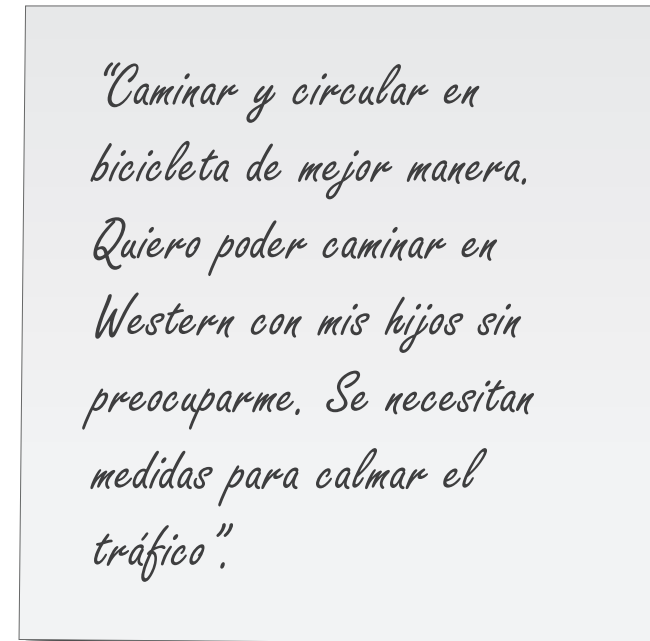 “Caminar y circular en
bicicleta de mejor manera.
Quiero poder caminar en
Western con mis hijos sin
preocuparme. Se necesitan
medidas para calmar el
tráfico”.